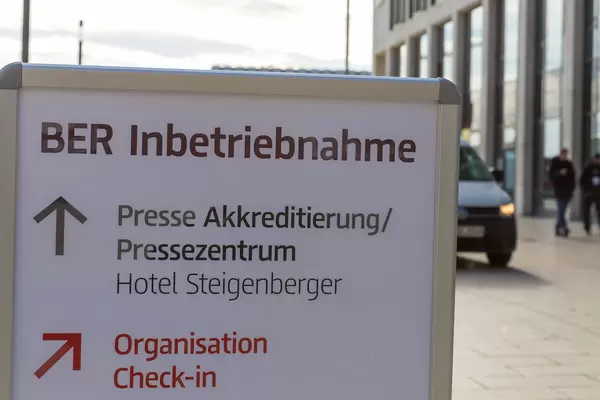 BER Inbetriebnahme
Presse Akkreditierung/
Pressezentrum
Hotel Steigenberger
Organisation
Check-in